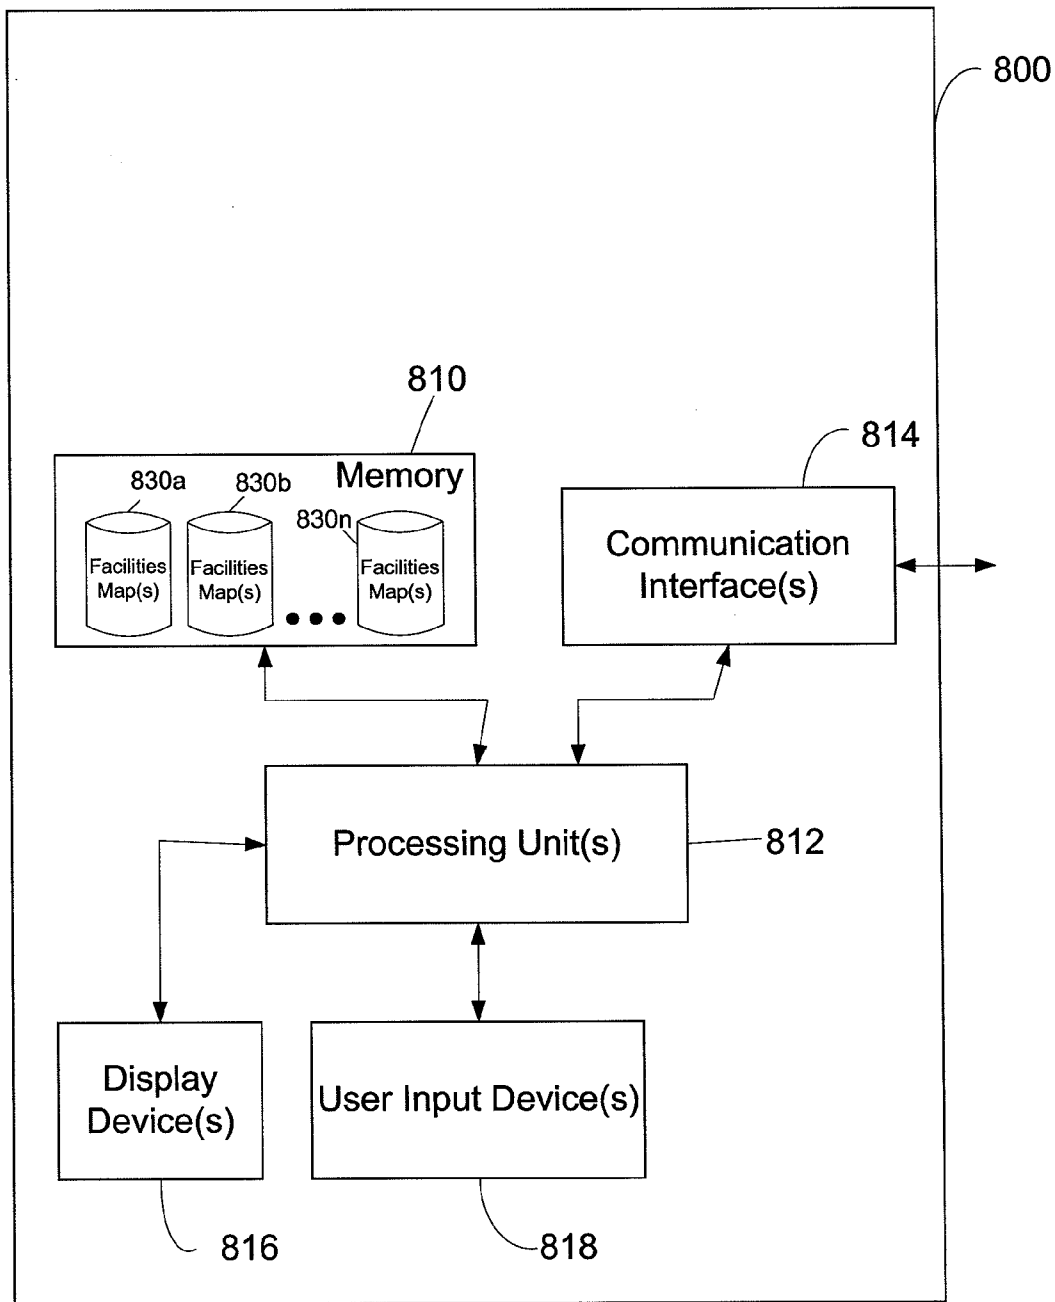 800
810
814
Memory
830a
830b
830n
Facilities
Map(s)
Facilities
Map(s)
Facilities
Map(s)
Communication
Interface(s)
Processing Unit(s)
812
Display
Device(s)
User Input Device(s)
816
818